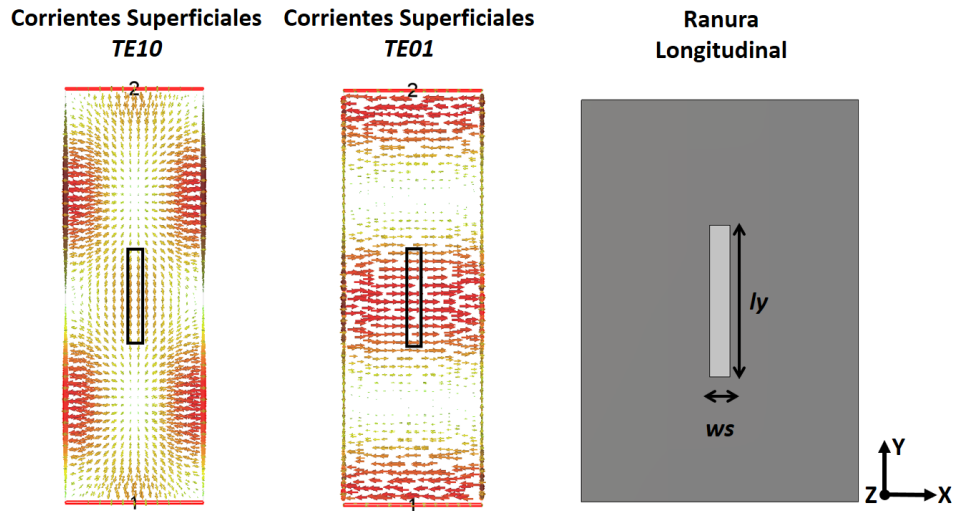 Corrientes Superficiales
TE10
Corrientes Superficiales
TE01
Ranura
Longitudinal
2
1
2
1
ly
ws
Y
Z
X